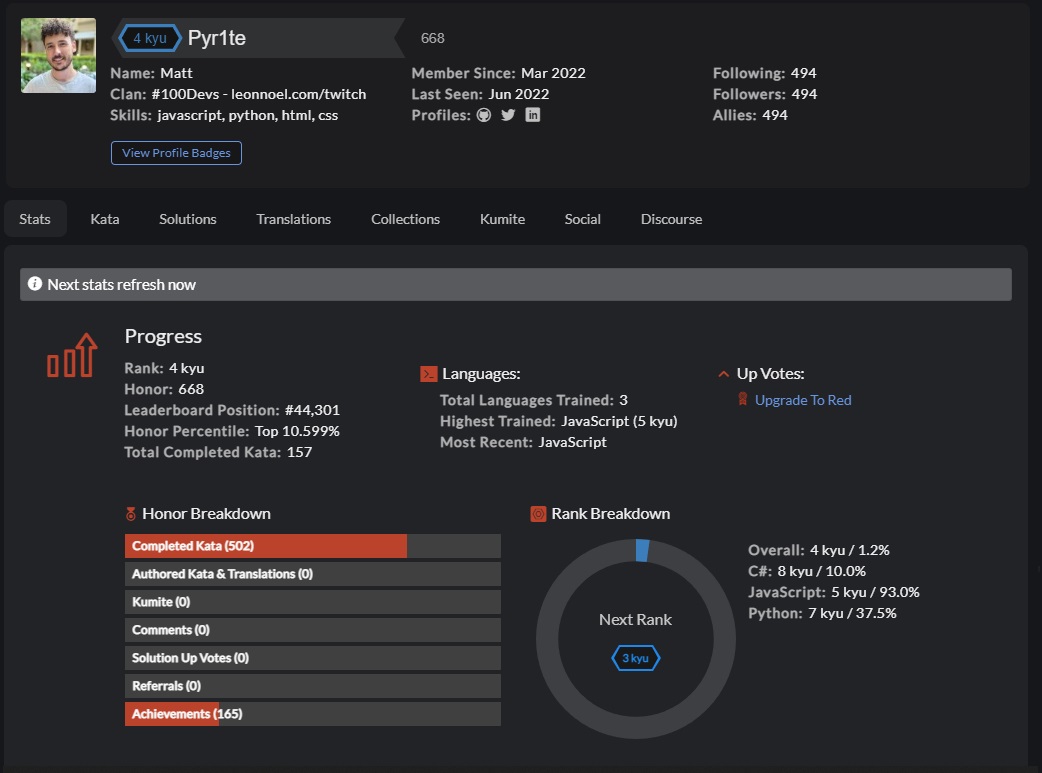 4 kyu Pyr1te 668
Name: Matt
Clan: #100Devs - leonnoel.com/twitch
Skills: javascript, python, html, css
Member Since: Mar 2022
Last Seen: Jun 2022
Profiles:
Following: 494
Followers: 494
Allies: 494
View Profile Badges
Stats Kata Solutions Translations Collections Kumite Social Discourse
Next stats refresh now
Progress
Rank: 4 kyu
Honor: 668
Leaderboard Position: #44,301
Honor Percentile: Top 10.599%
Total Completed Kata: 157
Languages:
Total Languages Trained: 3
Highest Trained: JavaScript (5 kyu)
Most Recent: JavaScript
Up Votes:
Upgrade To Red
Honor Breakdown
Completed Kata (502)
Authored Kata & Translations (0)
Kumite (0)
Comments (0)
Solution Up Votes (0)
Referrals (0)
Achievements (165)
Rank Breakdown
Next Rank
3 kyu
Overall: 4 kyu / 1.2%
C#: 8 kyu / 10.0%
JavaScript: 5 kyu / 93.0%
Python: 7 kyu / 37.5%